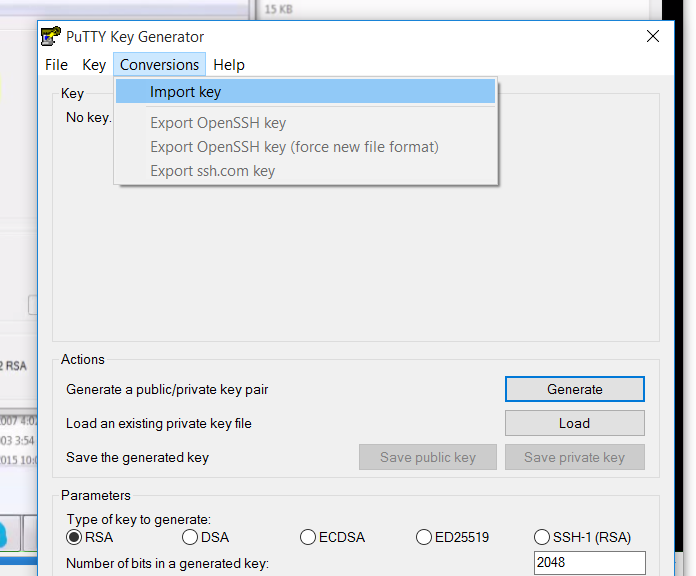 15 KB
PuTTY Key Generator
File Key Conversions Help
Import key
Key
No key.
Export OpenSSH key
Export OpenSSH key (force new file format)
Export ssh.com key
2 RSA
Actions
Generate a public/private key pair Generate
Load an existing private key file Load
007 4:02
003 3:54
Save the generated key Save public key Save private key
2015 10:0
Parameters
Type of key to generate:
RSA DSA ECDSA ED25519 SSH-1 (RSA)
Number of bits in a generated key: 2048